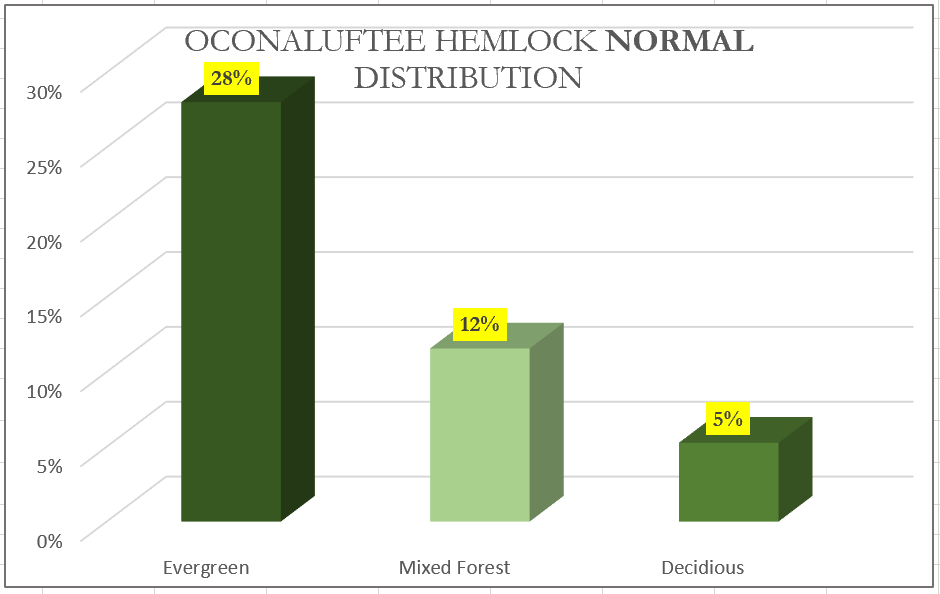 OCONALUFTEE HEMLOCK NORMAL
DISTRIBUTION
30%
25%
20%
15%
10%
5%
0%
28%
12%
5%
Evergreen
Mixed Forest
Decidious